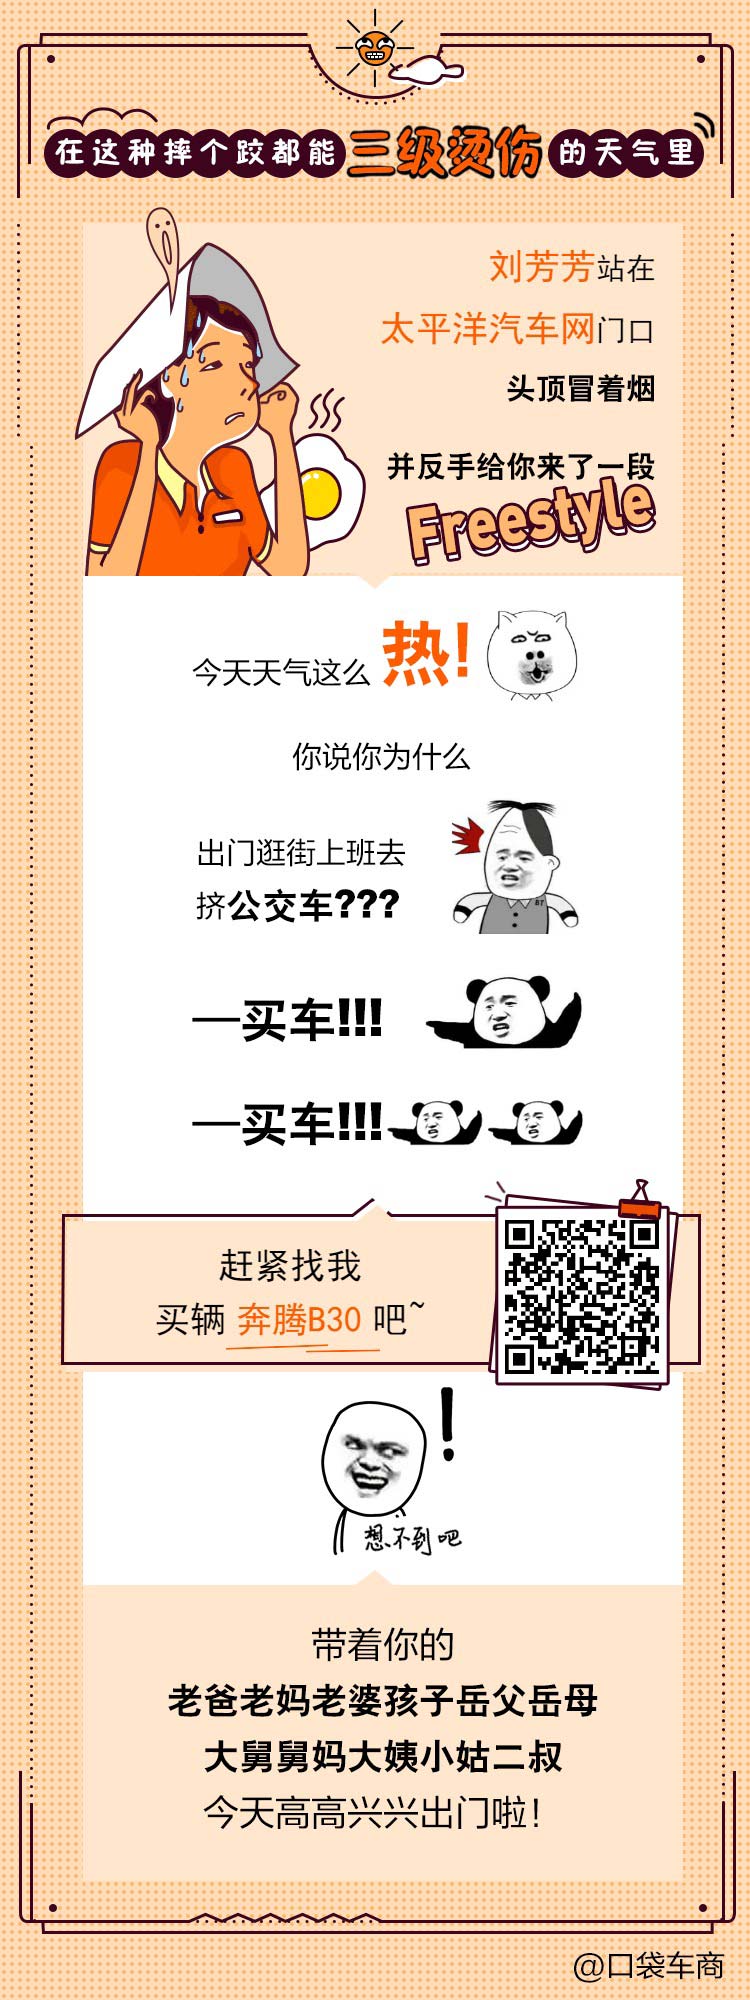 在这种摔个跤都能三级烫伤的天气里
刘芳芳站在
太平洋汽车网门口
头顶冒着烟
并反手给你来了一段
Freestyle
今天天气这么 热!
你说你为什么
出门逛街上班去
挤公交车???
BT
一买车!!!
一买车!!!
赶紧找我
买辆 奔腾B30 吧~
!
想不到吧
带着你的
老爸老妈老婆孩子岳父岳母
大舅舅妈大姨小姑二叔
今天高高兴兴出门啦!
@口袋车商